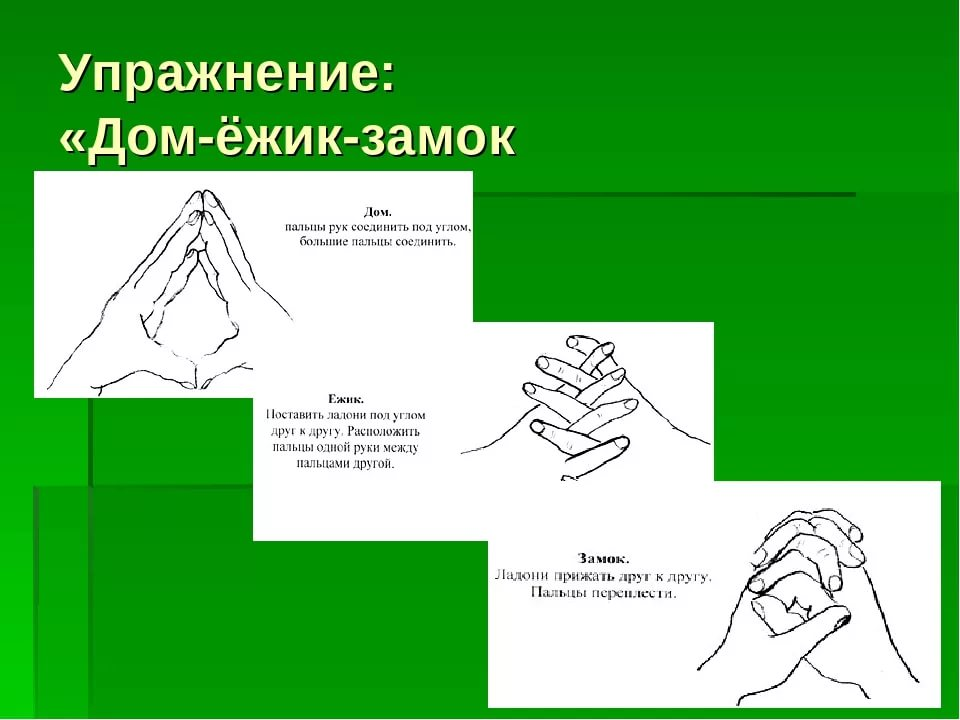 Упражнение:
«Дом-ёжик-замок
Дом.
пальцы рук соединить под углом,
большие пальцы соединить.
Ежик.
Поставить ладони под углом
друг к другу. Расположить
пальцы одной руки между
пальцами другой.
Замок.
Ладони прижать друг к другу.
Пальцы переплести.